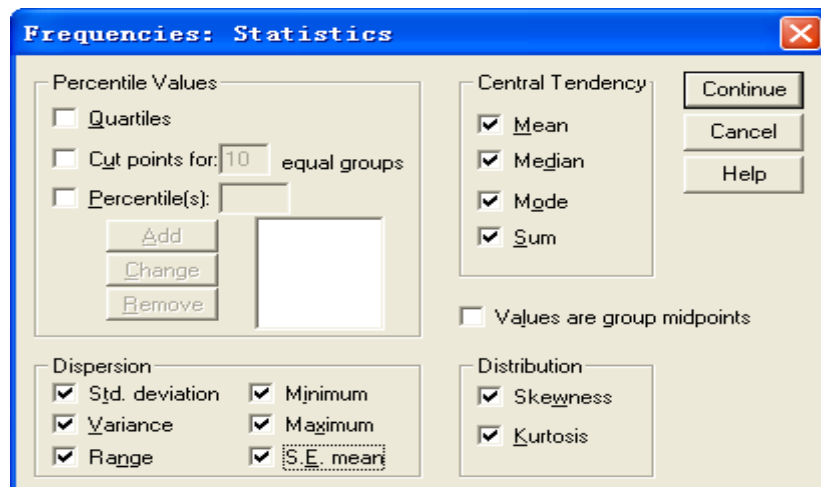 Frequencies: Statistics
Percentile Values
Quartiles
Cut points for: 10 equal groups
Percentile(s):
Add
Change
Remove
Central Tendency
Mean
Median
Mode
Sum
Continue
Cancel
Help
Values are group midpoints
Dispersion
Std. deviation Minimum
Variance Maximum
Range S.E. mean
Distribution
Skewness
Kurtosis